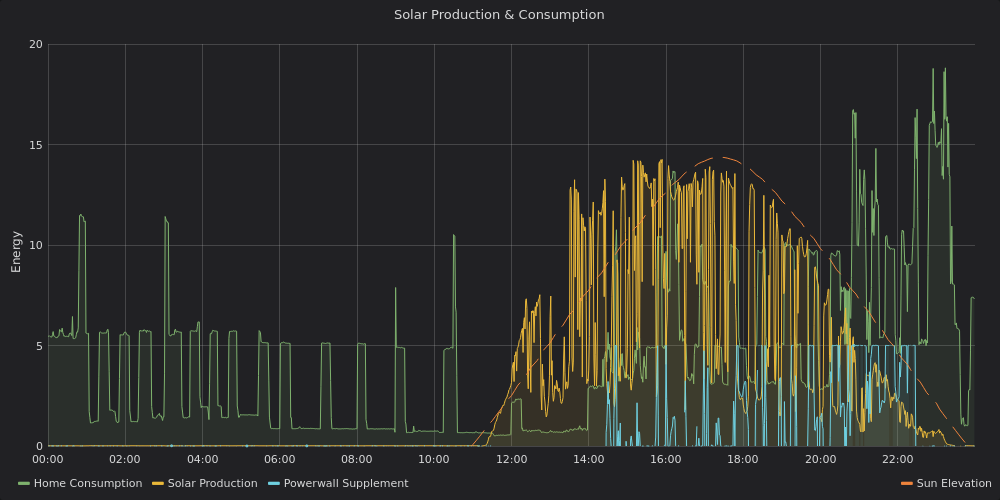 Solar Production & Consumption
20
15
10
5
0
Energy
00:00 02:00 04:00 06:00 08:00 10:00 12:00 14:00 16:00 18:00 20:00 22:00
Home Consumption Solar Production Powerwall Supplement Sun Elevation